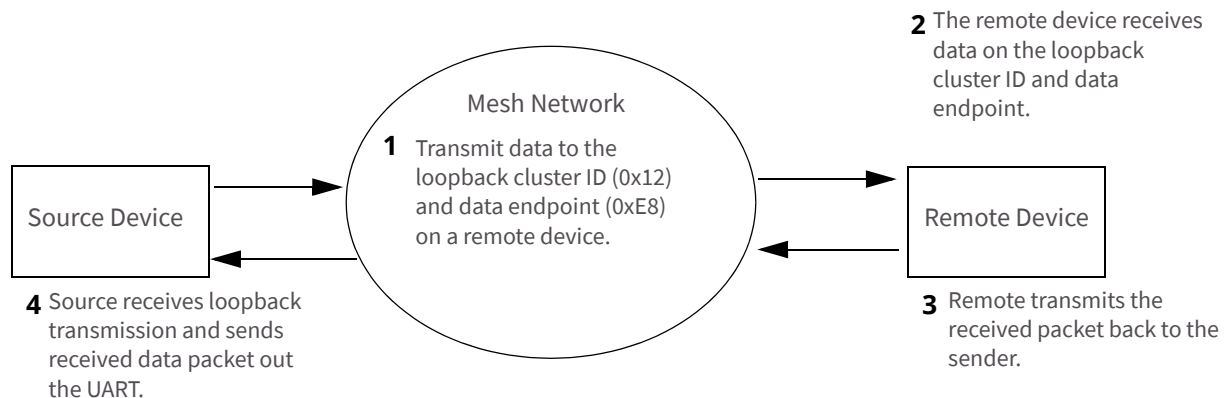 2 The remote device receives
data on the loopback
cluster ID and data
endpoint.
Mesh Network
1 Transmit data to the
loopback cluster ID (0x12)
and data endpoint (0xE8)
on a remote device.
Source Device
Remote Device
4 Source receives loopback
transmission and sends
received data packet out
the UART.
3 Remote transmits the
received packet back to the
sender.